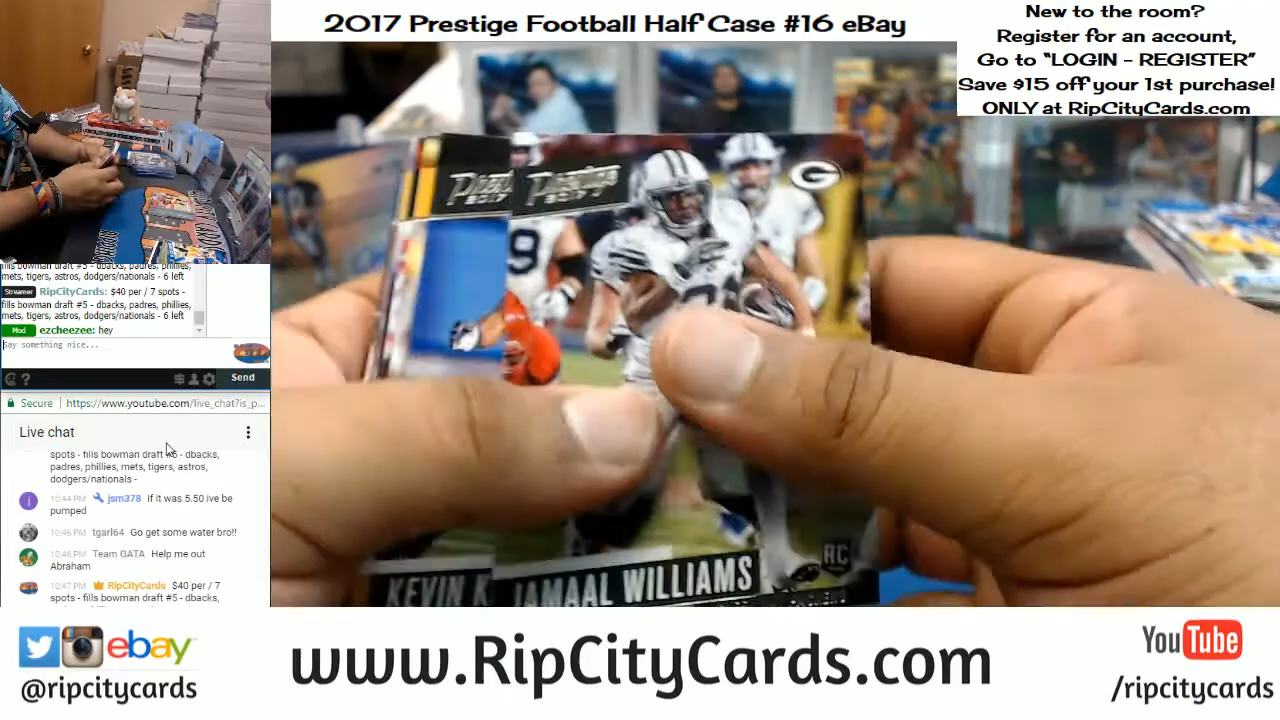 2017 Prestige Football Half Case #16 eBay
New to the room?
Register for an account,
Go to “LOGIN - REGISTER”
Save $15 off your 1st purchase!
ONLY at RipCityCards.com
fills bowman draft #5 - dbacks, padres, phillies,
mets, tigers, astros, dodgers/nationals - 6 left
Streamer RipCityCards: $40 per / 7 spots -
fills bowman draft #5 - dbacks, padres, phillies,
mets, tigers, astros, dodgers/nationals - 6 left
Mod ezcheezee: hey
Say something nice...
Send
Secure https://www.youtube.com/live_chat?is_p...
Live chat
spots - fills bowman draft #5 - dbacks,
padres, phillies, mets, tigers, astros,
dodgers/nationals -
10:44 PM jsm378 If it was 5.50 ive be
pumped
10:46 PM tgarl64 Go get some water bro!!
10:46 PM Team GATA Help me out
Abraham
10:47 PM RipCityCards $40 per / 7
spots - fills bowman draft #5 - dbacks,
Prestige
2017
G
9
KEVIN K
JAMAAL WILLIAMS
RC
ebay
@ripcitycards
www.RipCityCards.com
YouTube
/ripcitycards